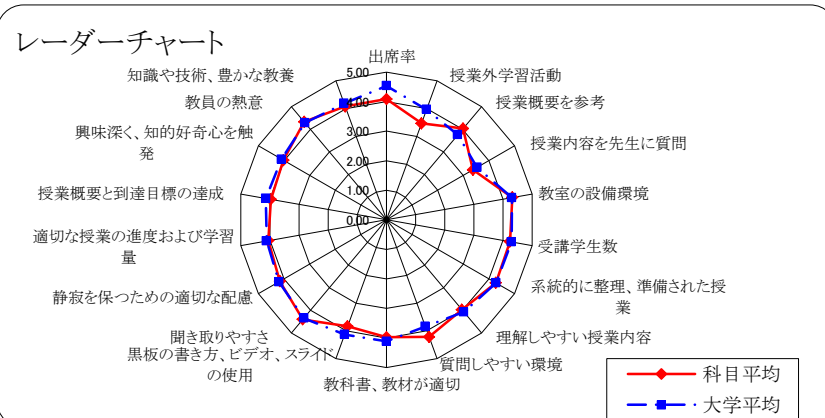 レーダーチャート
出席率
授業外学習活動
授業概要を参考
授業内容を先生に質問
教室の設備環境
受講学生数
系統的に整理、準備された授
業
理解しやすい授業内容
質問しやすい環境
教科書、教材が適切
黒板の書き方、ビデオ、スライド
の使用
聞き取りやすさ
静寂を保つための適切な配慮
適切な授業の進度および学習
量
授業概要と到達目標の達成
興味深く、知的好奇心を触
発
教員の熱意
知識や技術、豊かな教養
5.00
4.00
3.00
2.00
1.00
0.00
科目平均
大学平均